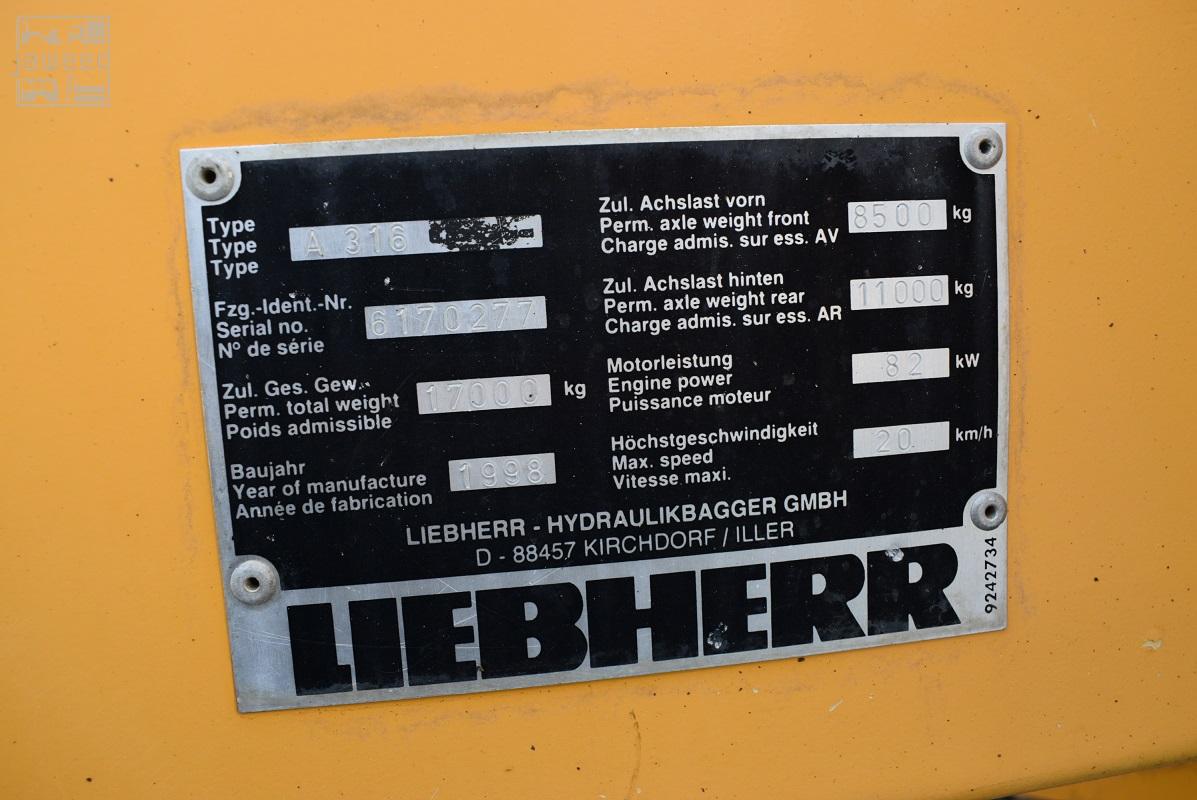 Type
Type
Type
A 316
Fzg.-Ident.-Nr.
Serial no.
N° de série
6170277
Zul. Ges. Gew.
Perm. total weight
Poids admissible
17000 kg
Baujahr
Year of manufacture
Année de fabrication
1998
Zul. Achslast vorn
Perm. axle weight front
Charge admis. sur ess. AV
8500 kg
Zul. Achslast hinten
Perm. axle weight rear
Charge admis. sur ess. AR
11000 kg
Motorleistung
Engine power
Puissance moteur
82 kW
Höchstgeschwindigkeit
Max. speed
Vitesse maxi.
20 km/h
LIEBHERR - HYDRAULIKBAGGER GMBH
D - 88457 KIRCHDORF / ILLER
LIEBHERR
9242734